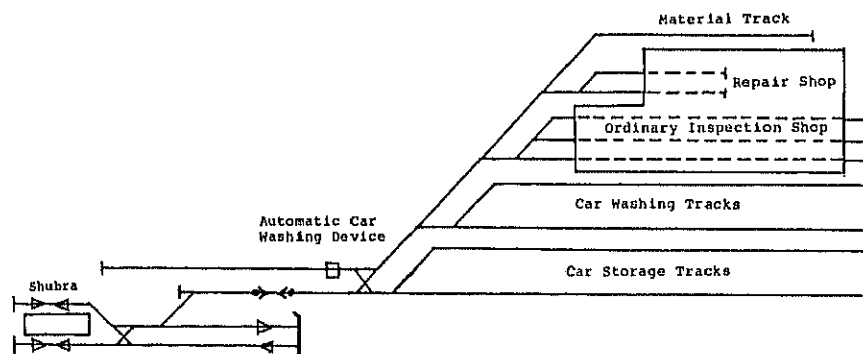 Material Track
Repair Shop
Ordinary Inspection Shop
Car Washing Tracks
Automatic Car
Washing Device
Car Storage Tracks
Shubra